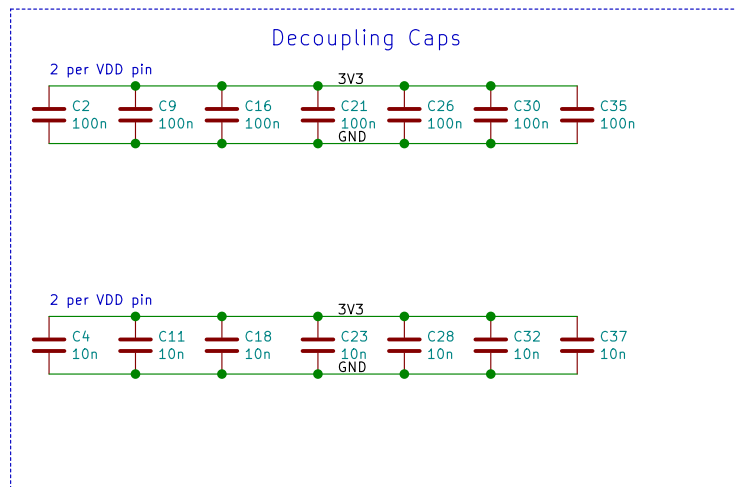 Decoupling Caps
2 per VDD pin
3V3
C2 C9 C16 C21 C26 C30 C35
100n 100n 100n 100n 100n 100n 100n
GND
2 per VDD pin
3V3
C4 C11 C18 C23 C28 C32 C37
10n 10n 10n 10n 10n 10n 10n
GND